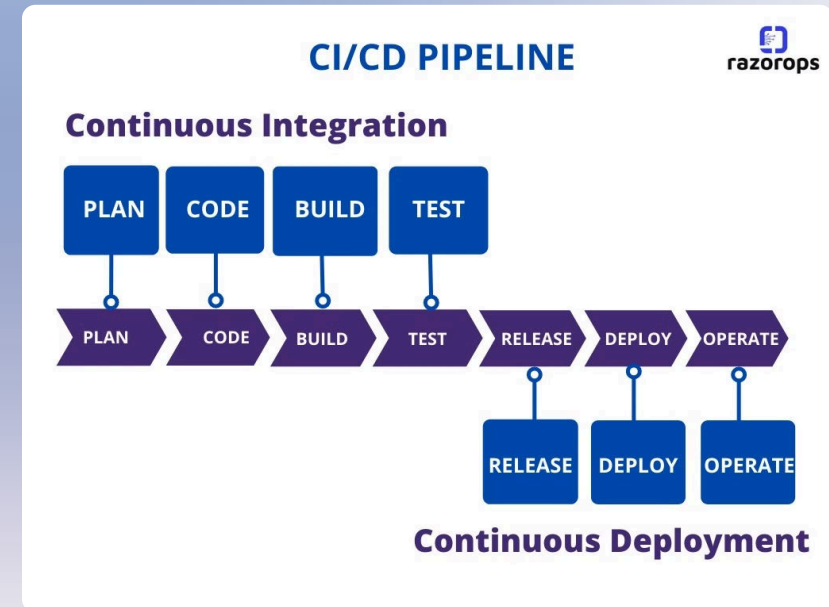 CI/CD PIPELINE
razorops
Continuous Integration
PLAN CODE BUILD TEST
PLAN CODE BUILD TEST RELEASE DEPLOY OPERATE
RELEASE DEPLOY OPERATE
Continuous Deployment